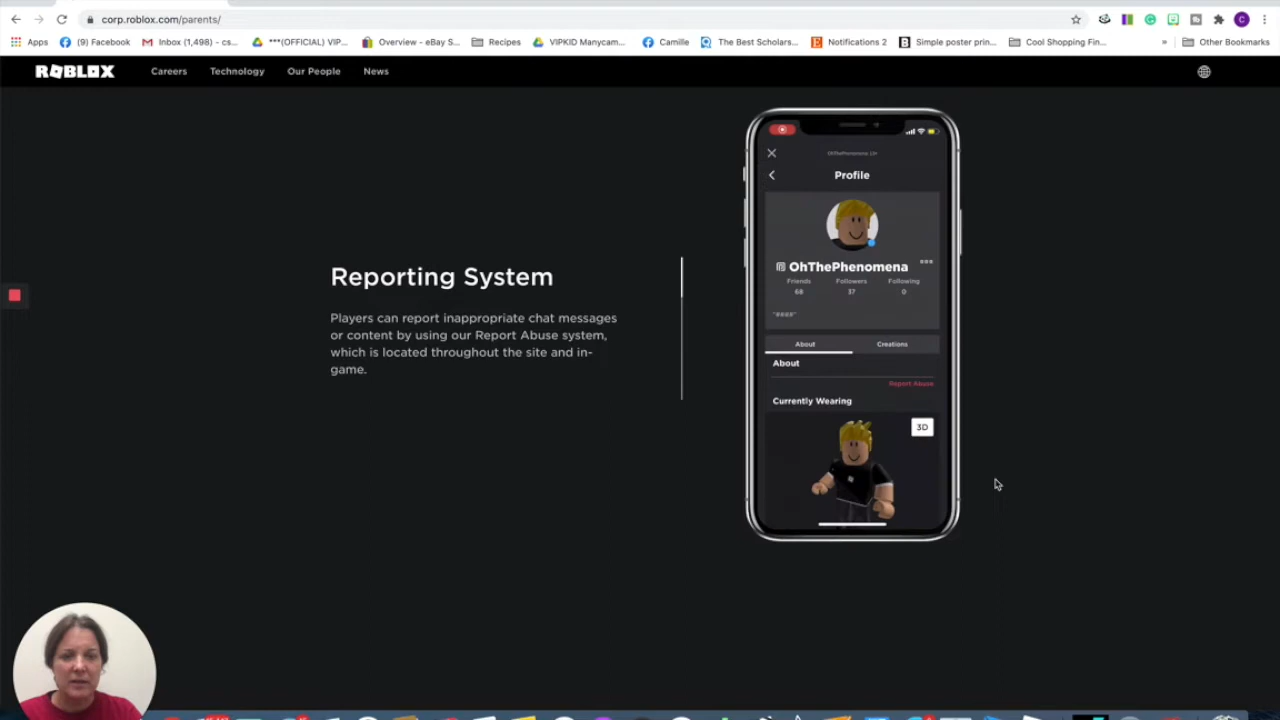 corp.roblox.com/parents/
C
Apps
(9) Facebook
Inbox (1,498) - cs...
***(OFFICIAL) VIP...
Overview - eBay S...
Recipes
VIPKID Manycam...
Camille
The Best Scholars...
Notifications 2
Simple poster prin...
Cool Shopping Fin...
»
Other Bookmarks
ROBLOX
Careers
Technology
Our People
News
Reporting System
Players can report inappropriate chat messages
or content by using our Report Abuse system,
which is located throughout the site and in-
game.
Profile
OhThePhenomena
Friends
Followers
Following
68
37
0
"####"
About
Creations
About
Report Abuse
Currently Wearing
3D